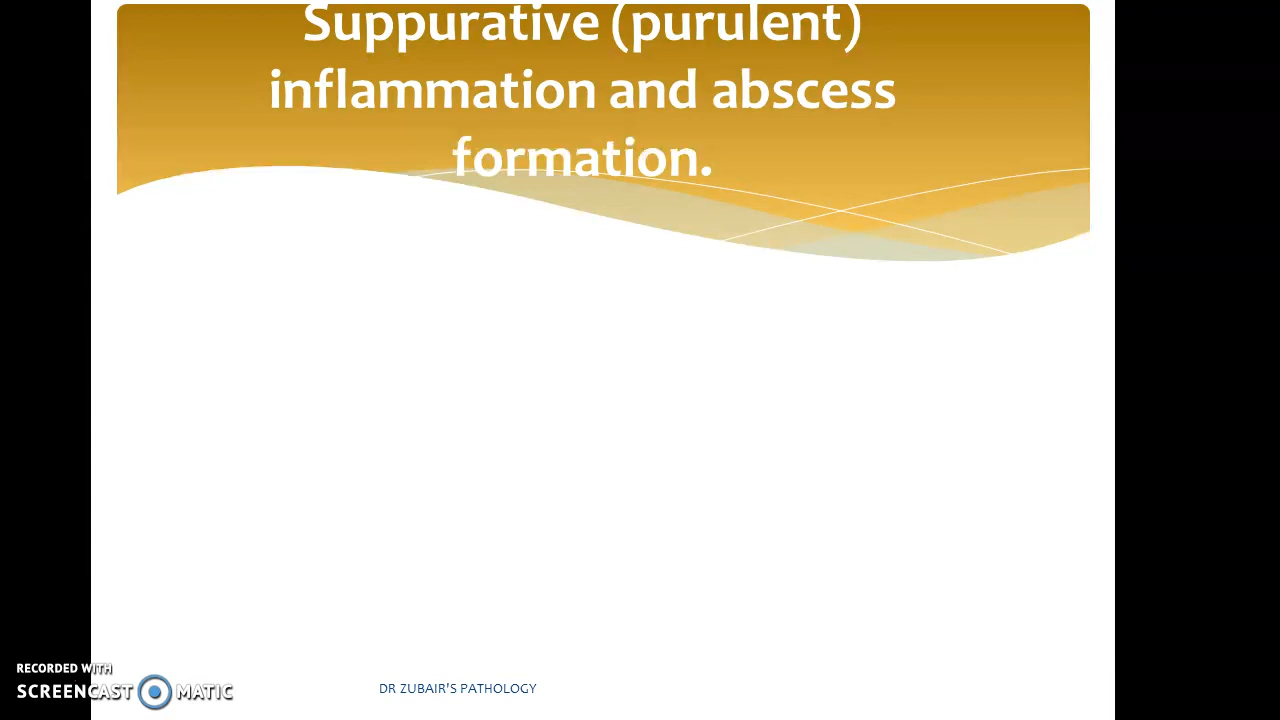 Suppurative (purulent)
inflammation and abscess
formation.
RECORDED WITH
SCREENCAST MATIC
DR ZUBAIR'S PATHOLOGY